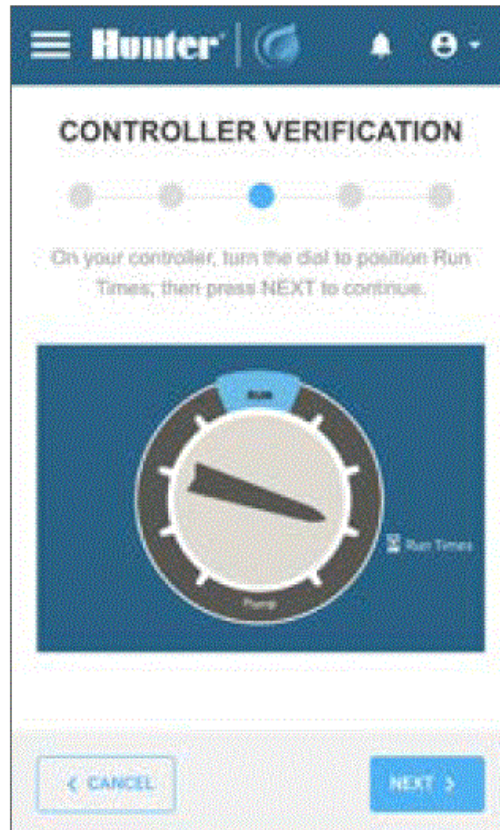 Hunter
CONTROLLER VERIFICATION
On your controller, turn the dial to position Run
Times, then press NEXT to continue.
RUN
Run Times
Pump
< CANCEL
NEXT >